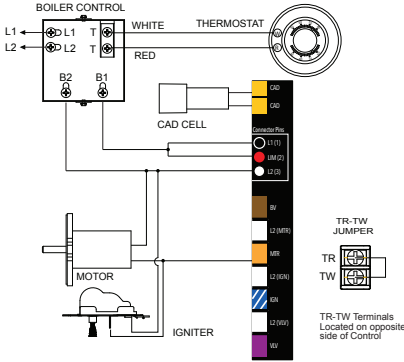 BOILER CONTROL
L1 L1 T
L2 L2 T
WHITE
RED
THERMOSTAT
W
R
B2 B1
CAD CELL
CAD
CAD
Connector Pins
L1 (1)
LIM (2)
L2 (3)
BV
L2 (MTR)
MTR
L2 (IGN)
IGN
L2 (VLV)
VLV
MOTOR
IGNITER
TR-TW
JUMPER
TR
TW
TR-TW Terminals
Located on opposite
side of Control